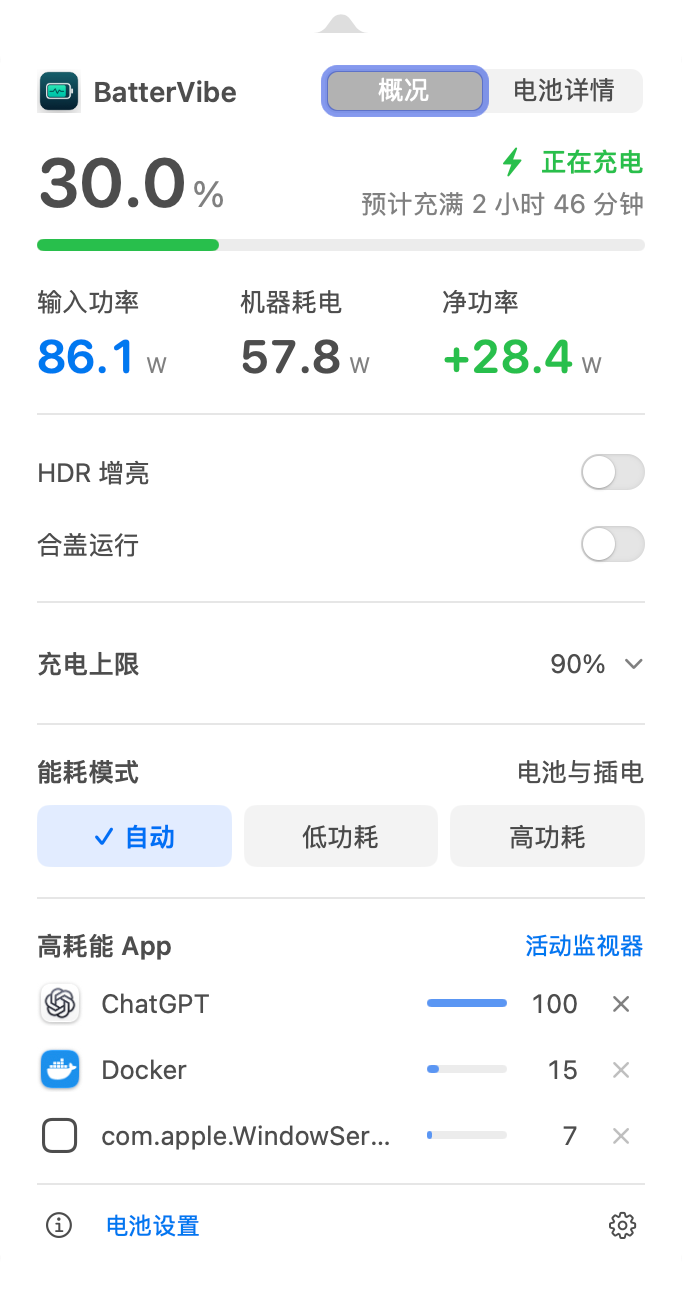 BatterVibe
概况
电池详情
30.0 %
正在充电
预计充满 2 小时 46 分钟
输入功率
机器耗电
净功率
86.1 W
57.8 W
+28.4 W
HDR 增亮
合盖运行
充电上限
90%
能耗模式
电池与插电
自动
低功耗
高功耗
高耗能 App
活动监视器
ChatGPT
100
Docker
15
com.apple.WindowSer...
7
电池设置